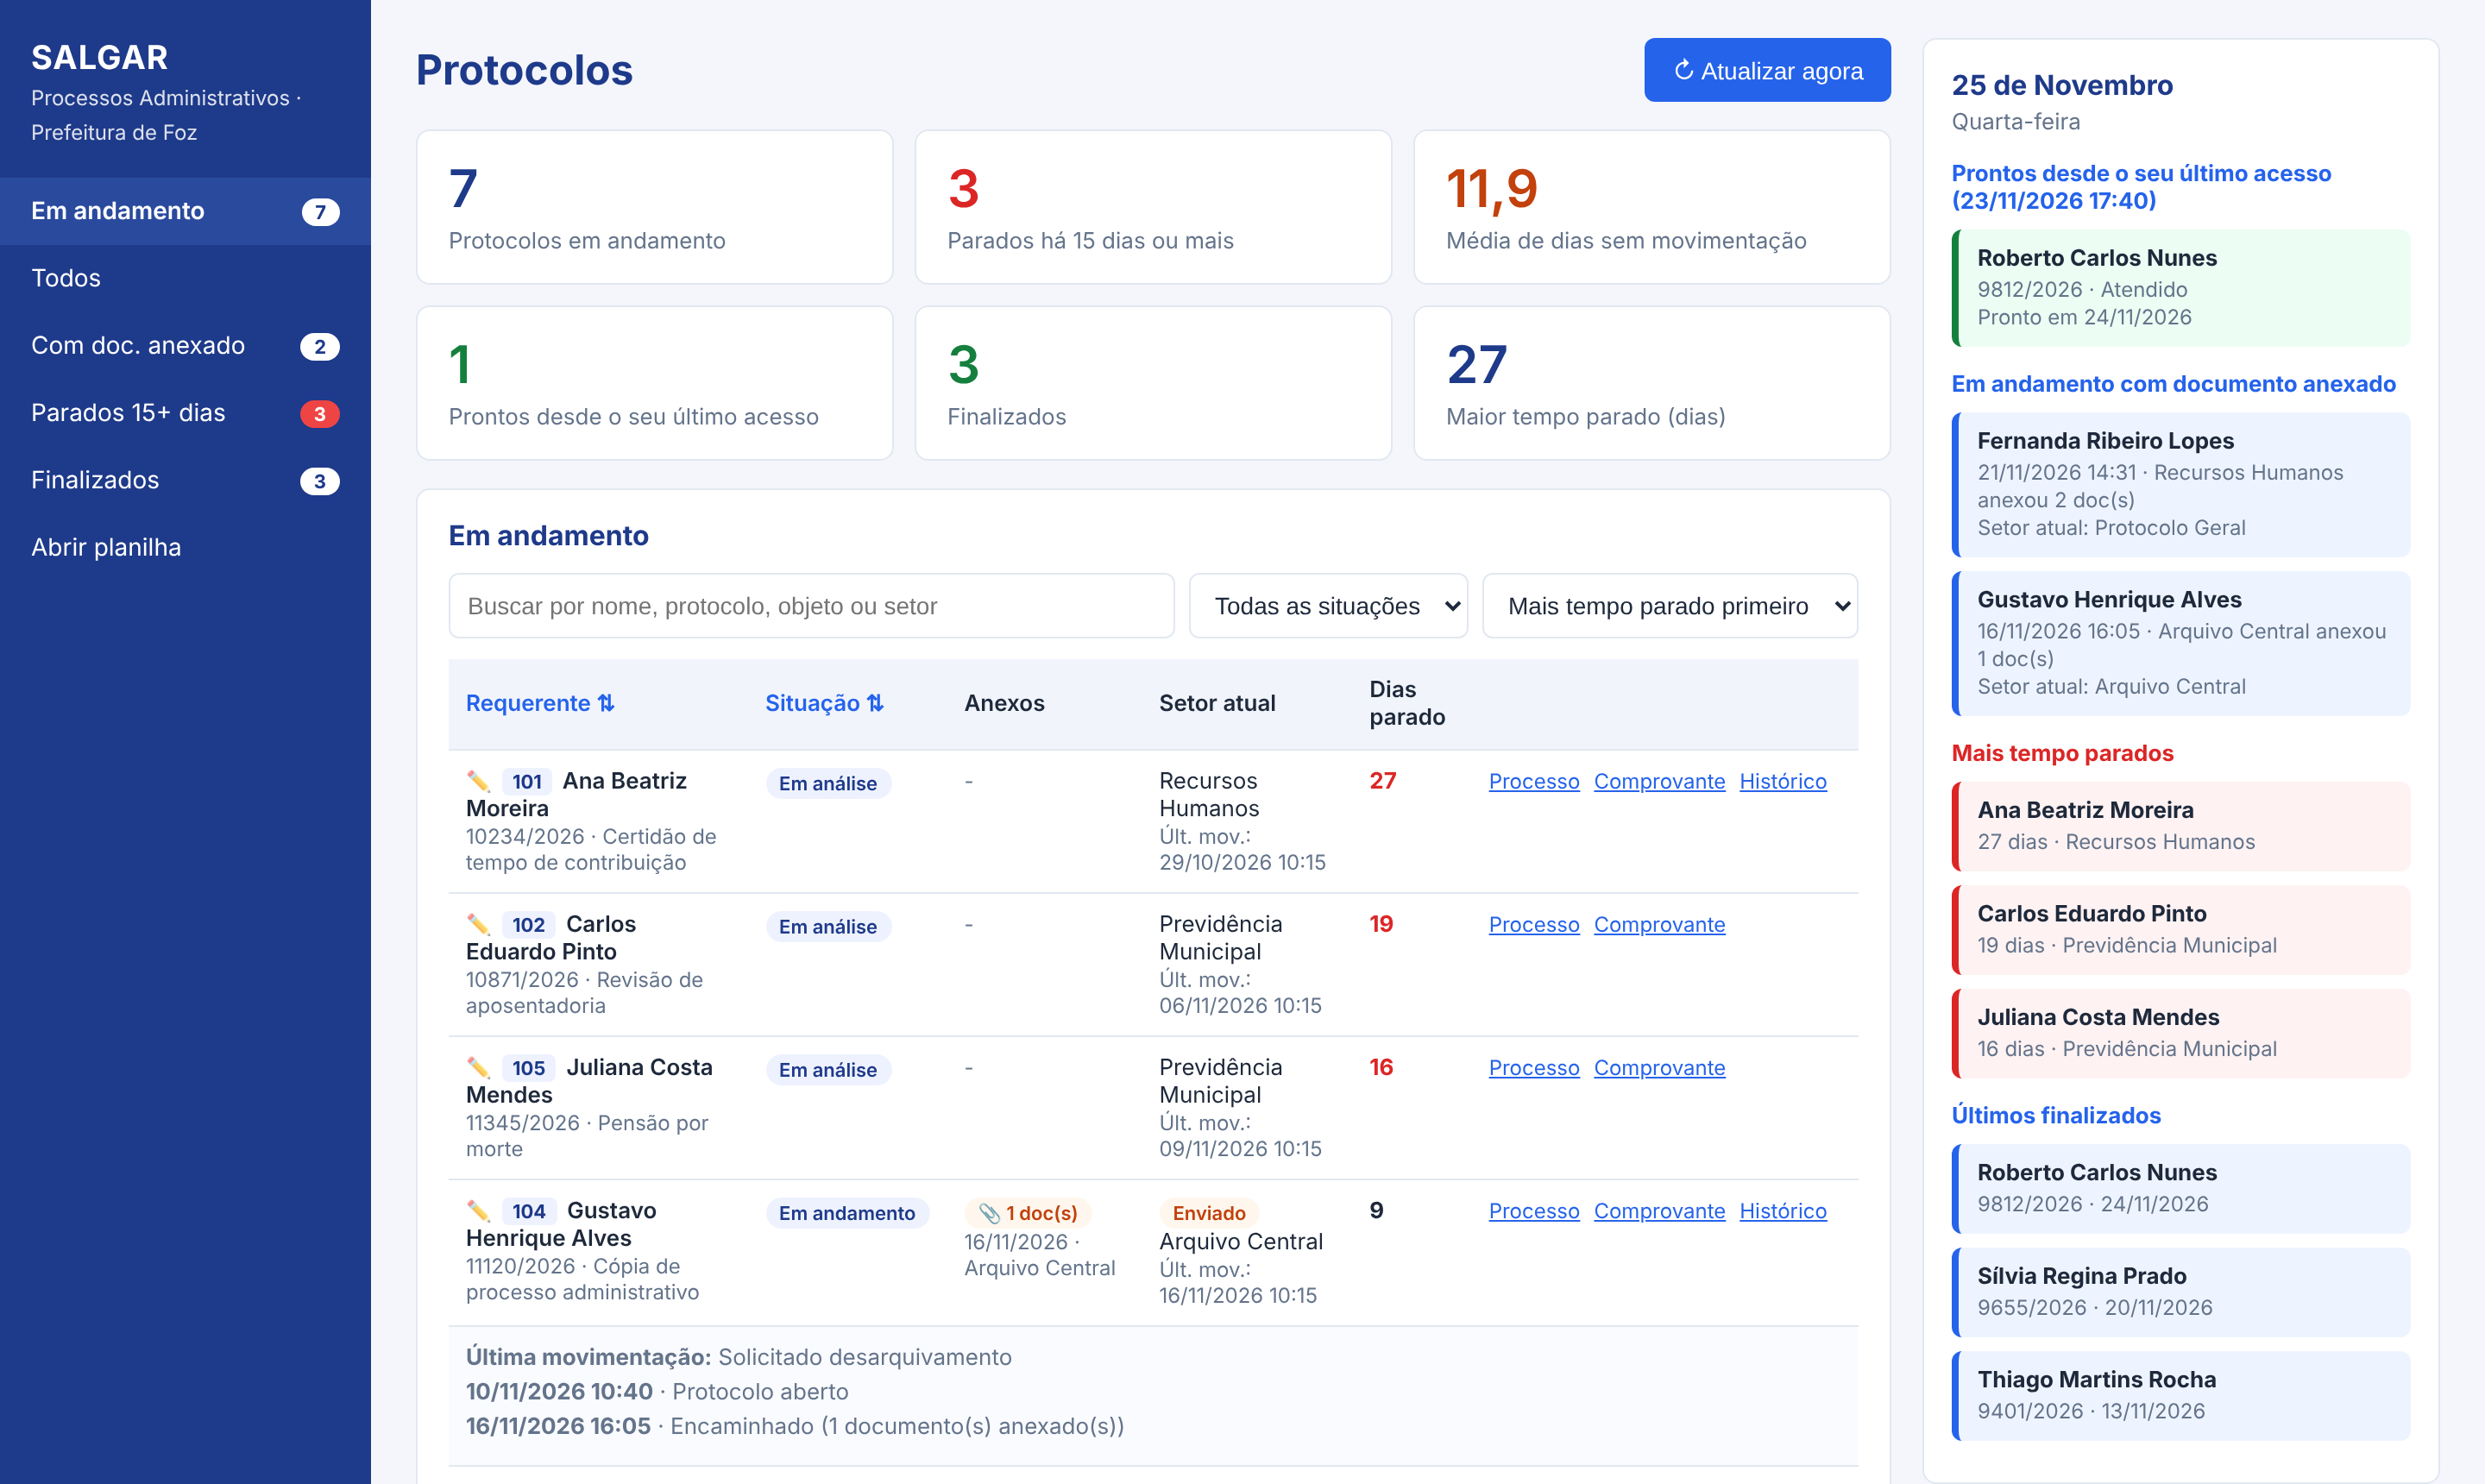 SALGAR
Processos Administrativos ·
Prefeitura de Foz
Em andamento 7
Todos
Com doc. anexado 2
Parados 15+ dias 3
Finalizados 3
Abrir planilha
Protocolos
↻ Atualizar agora
7
Protocolos em andamento
3
Parados há 15 dias ou mais
11,9
Média de dias sem movimentação
1
Prontos desde o seu último acesso
3
Finalizados
27
Maior tempo parado (dias)
Em andamento
Buscar por nome, protocolo, objeto ou setor
Todas as situações
Mais tempo parado primeiro
Requerente ⇅
Situação ⇅
Anexos
Setor atual
Dias
parado
101 Ana Beatriz
Moreira
10234/2026 · Certidão de
tempo de contribuição
Em análise
-
Recursos
Humanos
Últ. mov.:
29/10/2026 10:15
27
Processo Comprovante Histórico
102 Carlos
Eduardo Pinto
10871/2026 · Revisão de
aposentadoria
Em análise
-
Previdência
Municipal
Últ. mov.:
06/11/2026 10:15
19
Processo Comprovante
105 Juliana Costa
Mendes
11345/2026 · Pensão por
morte
Em análise
-
Previdência
Municipal
Últ. mov.:
09/11/2026 10:15
16
Processo Comprovante
104 Gustavo
Henrique Alves
11120/2026 · Cópia de
processo administrativo
Em andamento
1 doc(s)
16/11/2026 ·
Arquivo Central
Enviado
Arquivo Central
Últ. mov.:
16/11/2026 10:15
9
Processo Comprovante Histórico
Última movimentação: Solicitado desarquivamento
10/11/2026 10:40 · Protocolo aberto
16/11/2026 16:05 · Encaminhado (1 documento(s) anexado(s))
25 de Novembro
Quarta-feira
Prontos desde o seu último acesso
(23/11/2026 17:40)
Roberto Carlos Nunes
9812/2026 · Atendido
Pronto em 24/11/2026
Em andamento com documento anexado
Fernanda Ribeiro Lopes
21/11/2026 14:31 · Recursos Humanos
anexou 2 doc(s)
Setor atual: Protocolo Geral
Gustavo Henrique Alves
16/11/2026 16:05 · Arquivo Central anexou
1 doc(s)
Setor atual: Arquivo Central
Mais tempo parados
Ana Beatriz Moreira
27 dias · Recursos Humanos
Carlos Eduardo Pinto
19 dias · Previdência Municipal
Juliana Costa Mendes
16 dias · Previdência Municipal
Últimos finalizados
Roberto Carlos Nunes
9812/2026 · 24/11/2026
Sílvia Regina Prado
9655/2026 · 20/11/2026
Thiago Martins Rocha
9401/2026 · 13/11/2026